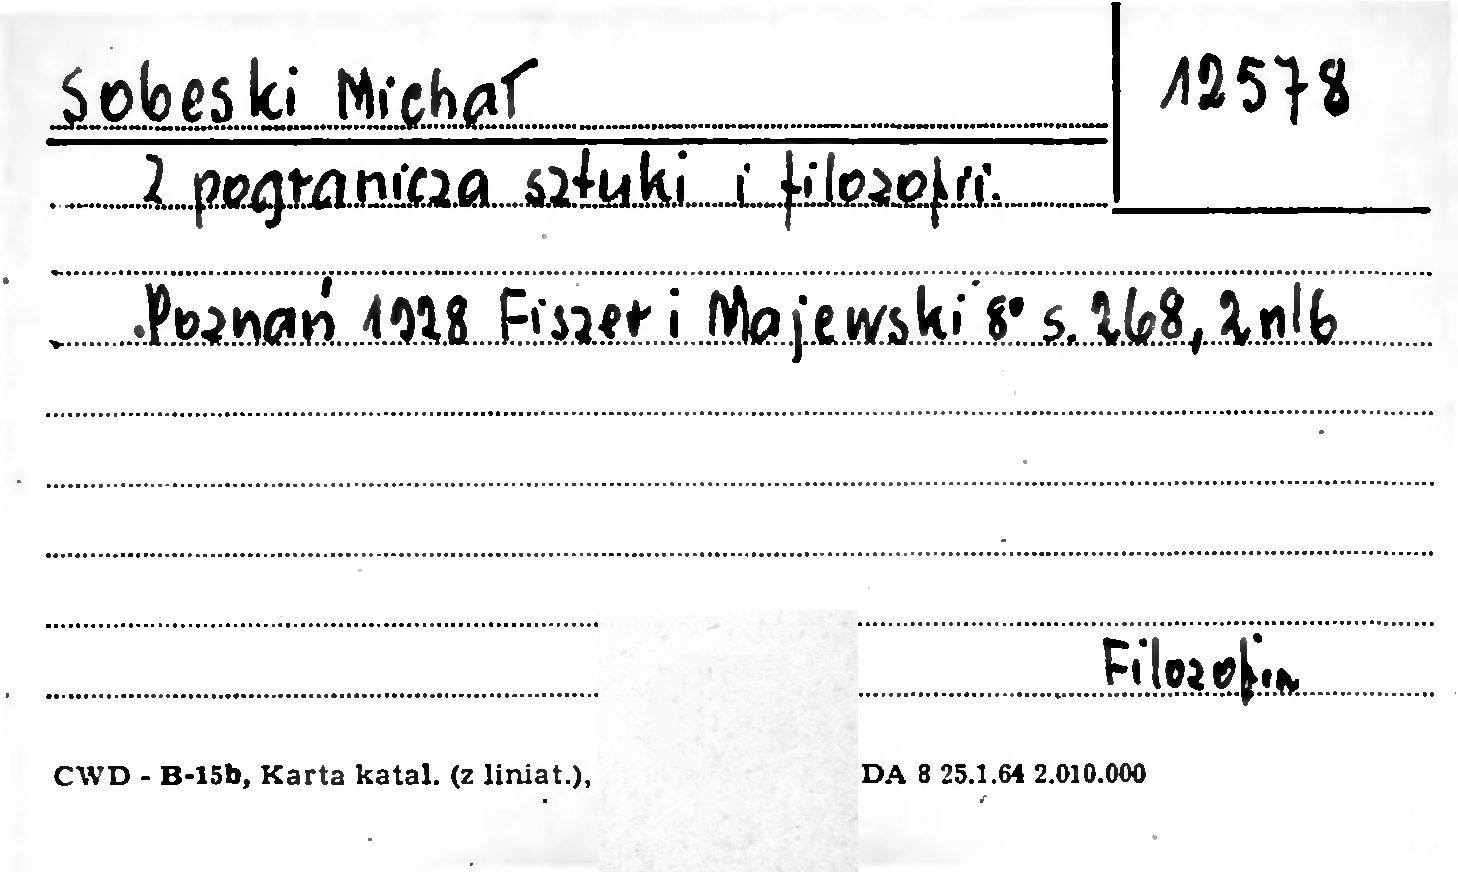 Sobeski Michał
12578
Z pogranicza sztuki i filozofii.
Poznań 1928 Fiszer i Majewski 8° s. 268, 2 nlb
Filozofia
CWD - B-15b, Karta katal. (z liniat.), DA 8 25.1.64 2.010.000